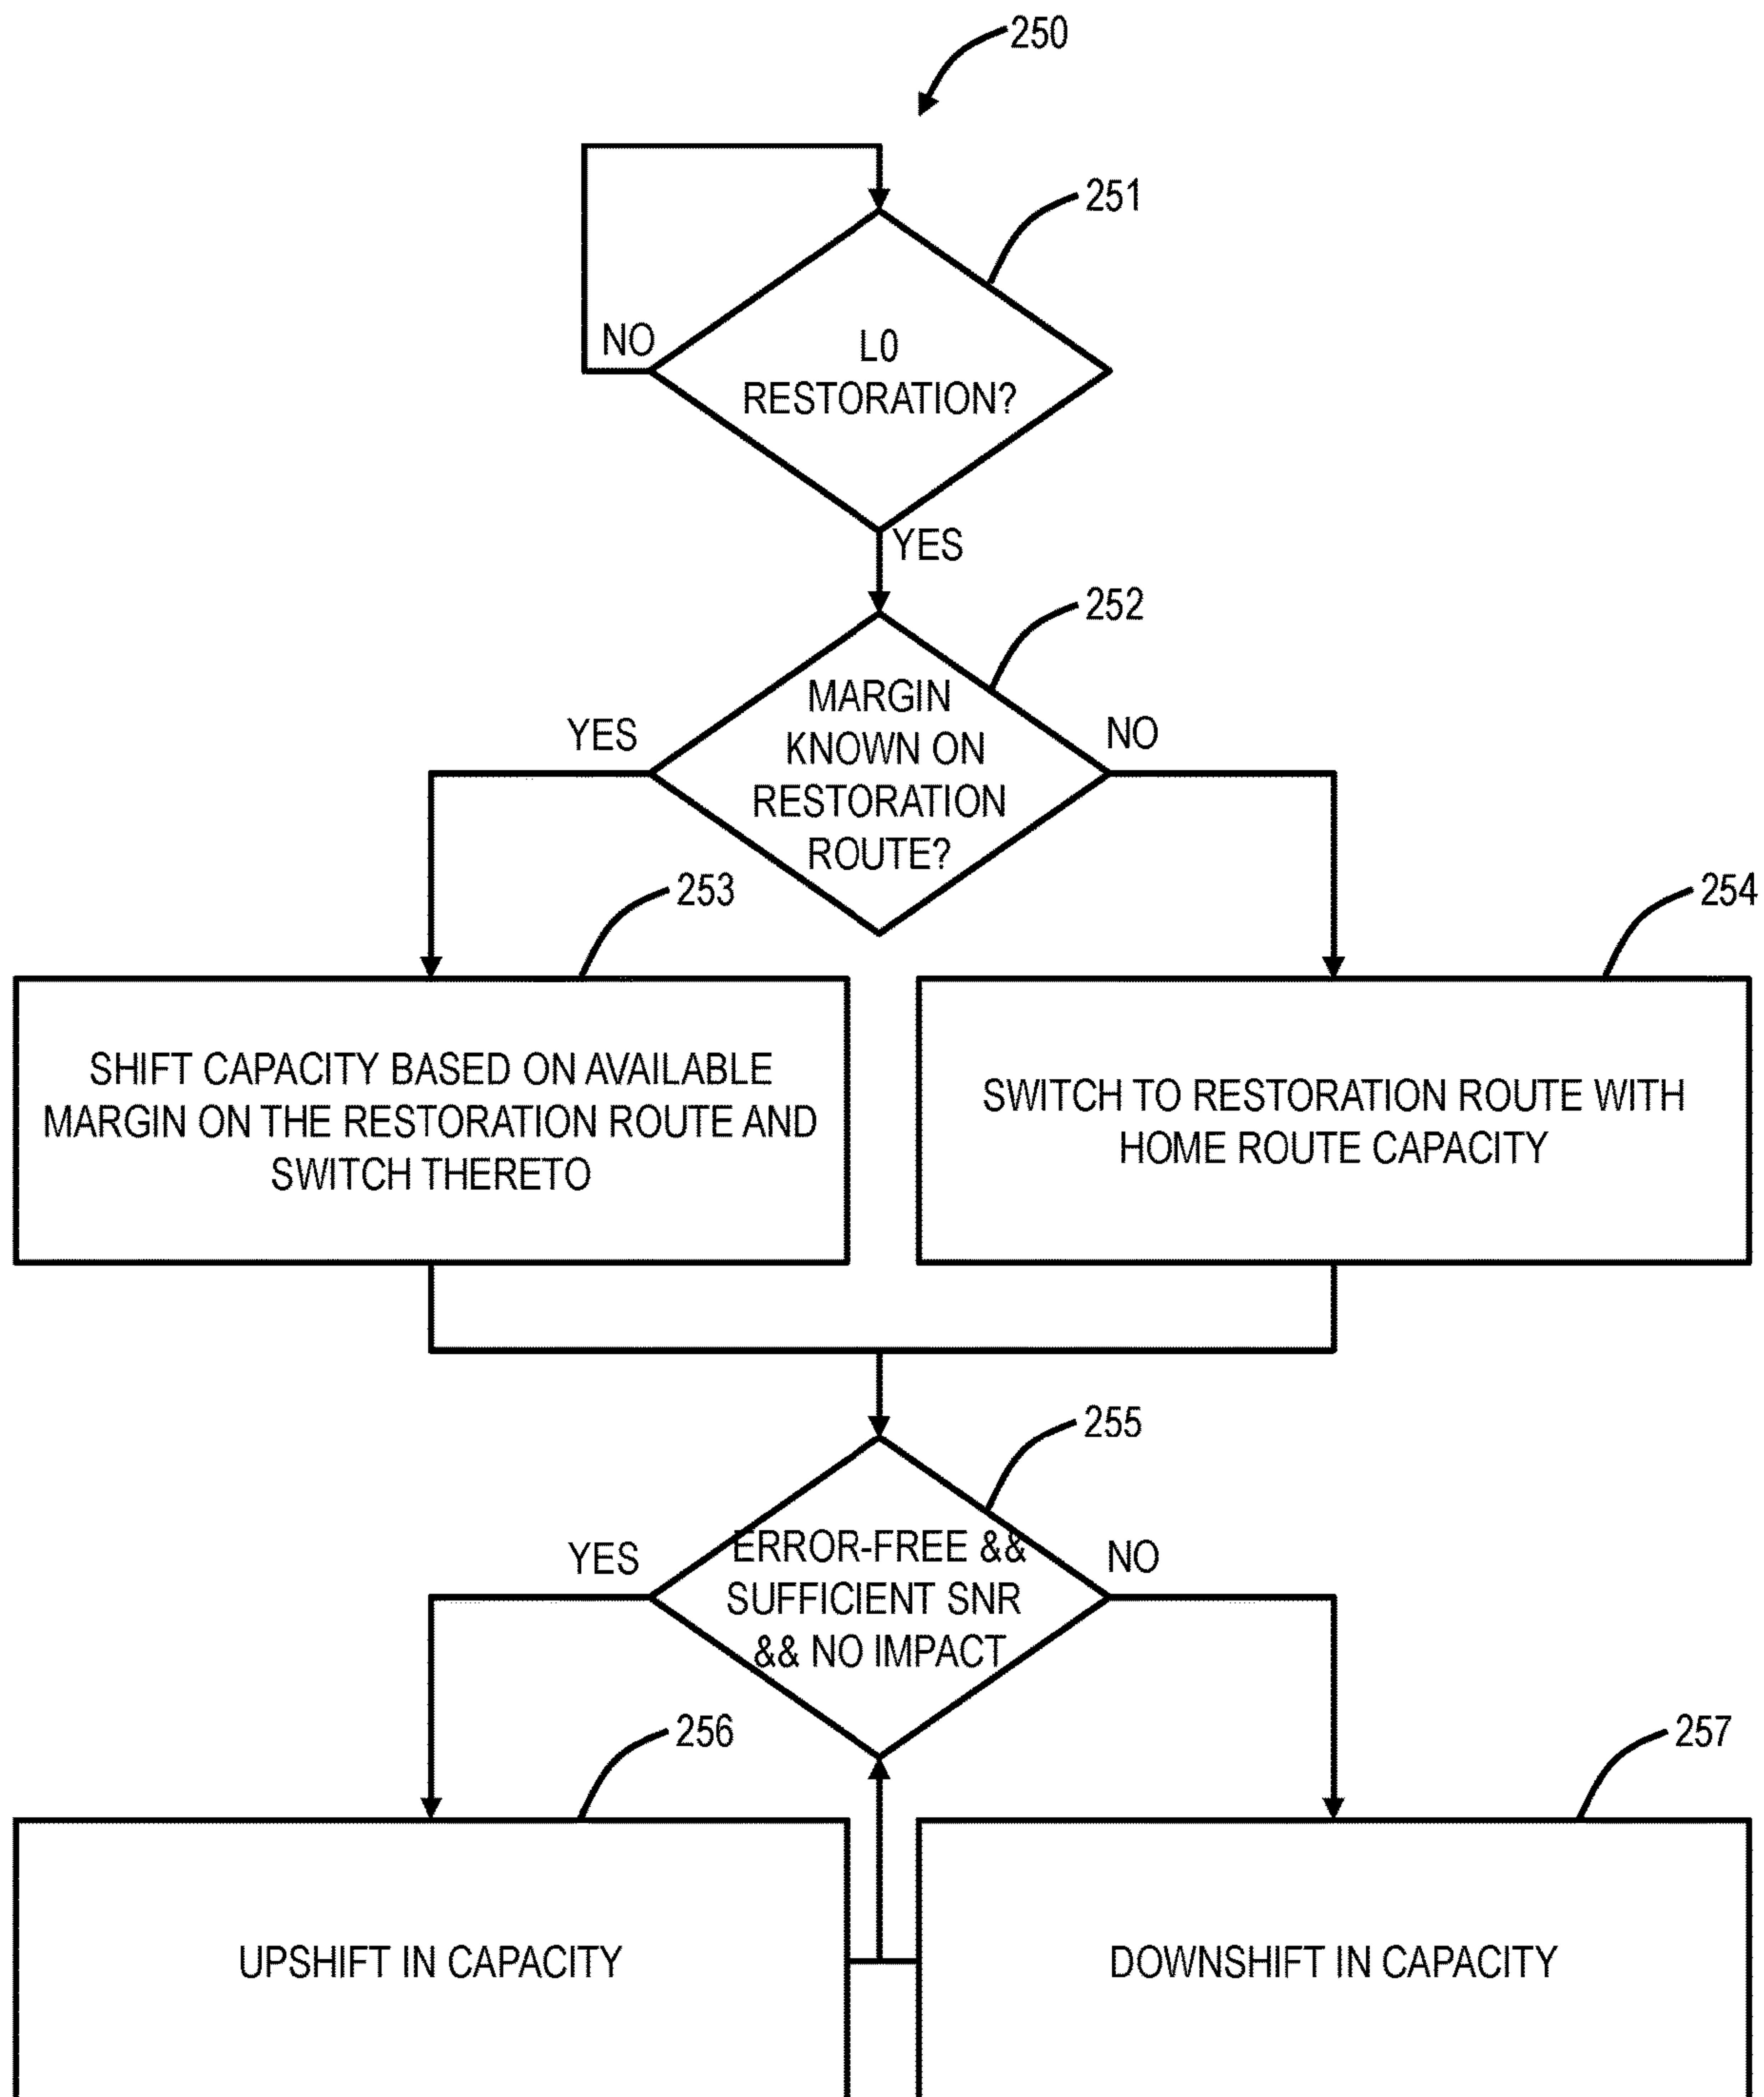 250
251
NO
L0
RESTORATION?
YES
252
MARGIN
KNOWN ON
RESTORATION
ROUTE?
YES
NO
253
254
SHIFT CAPACITY BASED ON AVAILABLE
MARGIN ON THE RESTORATION ROUTE AND
SWITCH THERETO
SWITCH TO RESTORATION ROUTE WITH
HOME ROUTE CAPACITY
255
YES
ERROR-FREE &&
SUFFICIENT SNR
&& NO IMPACT
NO
256
257
UPSHIFT IN CAPACITY
DOWNSHIFT IN CAPACITY